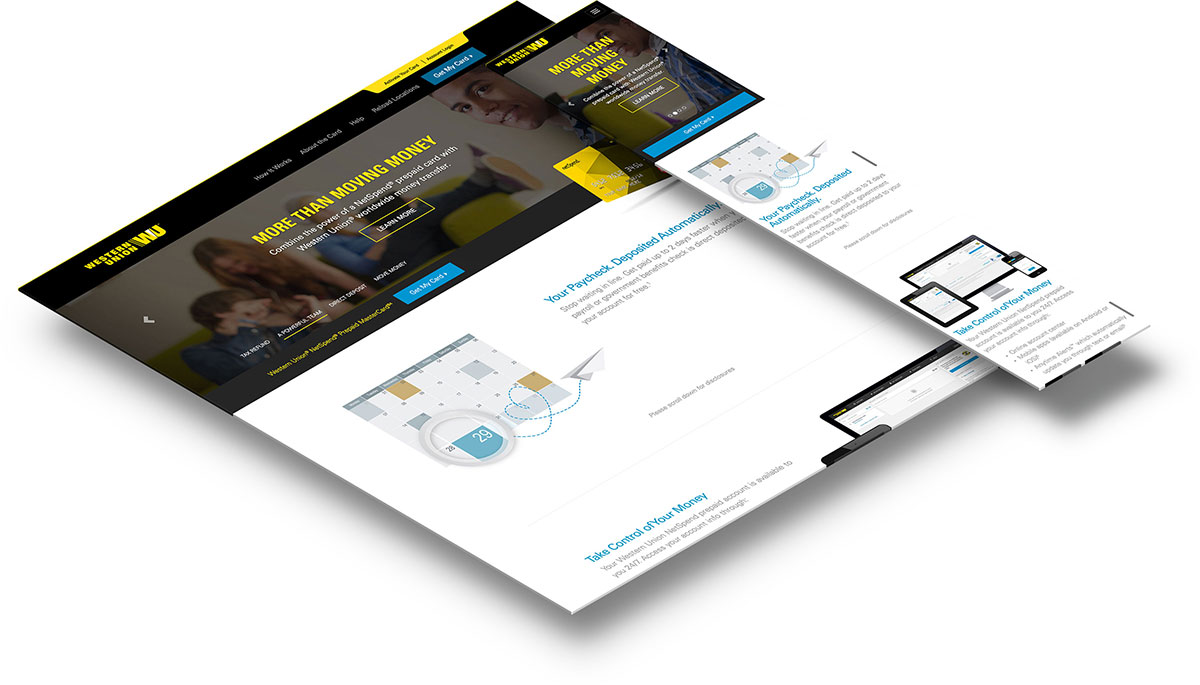 Activate Your Card | Account Login
WESTERN
UNION WU
How it Works
About the Card
Help
Reload Locations
Get My Card
MORE THAN MOVING MONEY
Combine the power of a NetSpend® prepaid card with
Western Union® worldwide money transfer.
LEARN MORE
TAX REFUND
A POWERFUL TEAM
DIRECT DEPOSIT
MOVE MONEY
Western Union® NetSpend® Prepaid MasterCard®
Get My Card
NetSpend
Your Paycheck. Deposited Automatically
Stop waiting in line. Get paid up to 2 days faster when y
payroll or government benefits check is direct deposited
your account for free.¹
28
29
Please scroll down for disclosures
Take Control of Your Money
Your Western Union NetSpend prepaid account is available to
you 24/7. Access your account info through:
WESTERN
UNION WU
MORE THAN
MOVING
MONEY
Combine the power of a NetSpend®
prepaid card with Western Union®
worldwide money transfer.
LEARN MORE
Get My Card
29
Your Paycheck. Deposited
Automatically.
Stop waiting in line. Get paid up to 2 days
faster when your payroll or government
benefits check is direct deposited to your
account for free.¹
Please scroll down for disclosures
Take Control of Your Money
Your Western Union NetSpend prepaid
account is available to you 24/7. Access
your account info through:
• Online account center
• Mobile apps (available on Android or
iOS)²
• Anytime Alerts™ which automatically
update you through text or email³